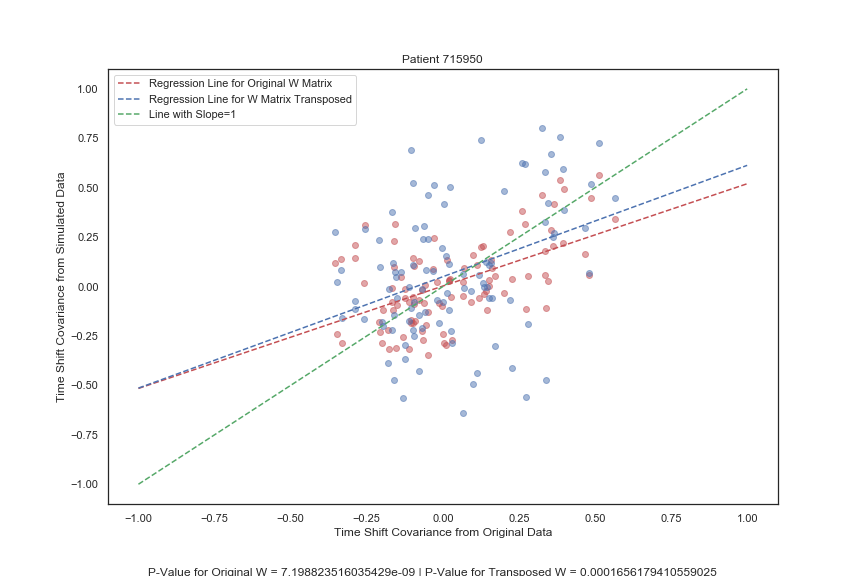 Patient 715950
Regression Line for Original W Matrix
Regression Line for W Matrix Transposed
Line with Slope=1
1.00
0.75
0.50
0.25
0.00
−0.25
−0.50
−0.75
−1.00
Time Shift Covariance from Simulated Data
−1.00 −0.75 −0.50 −0.25 0.00 0.25 0.50 0.75 1.00
Time Shift Covariance from Original Data
P-Value for Original W = 7.198823516035429e-09 | P-Value for Transposed W = 0.0001656179410559025